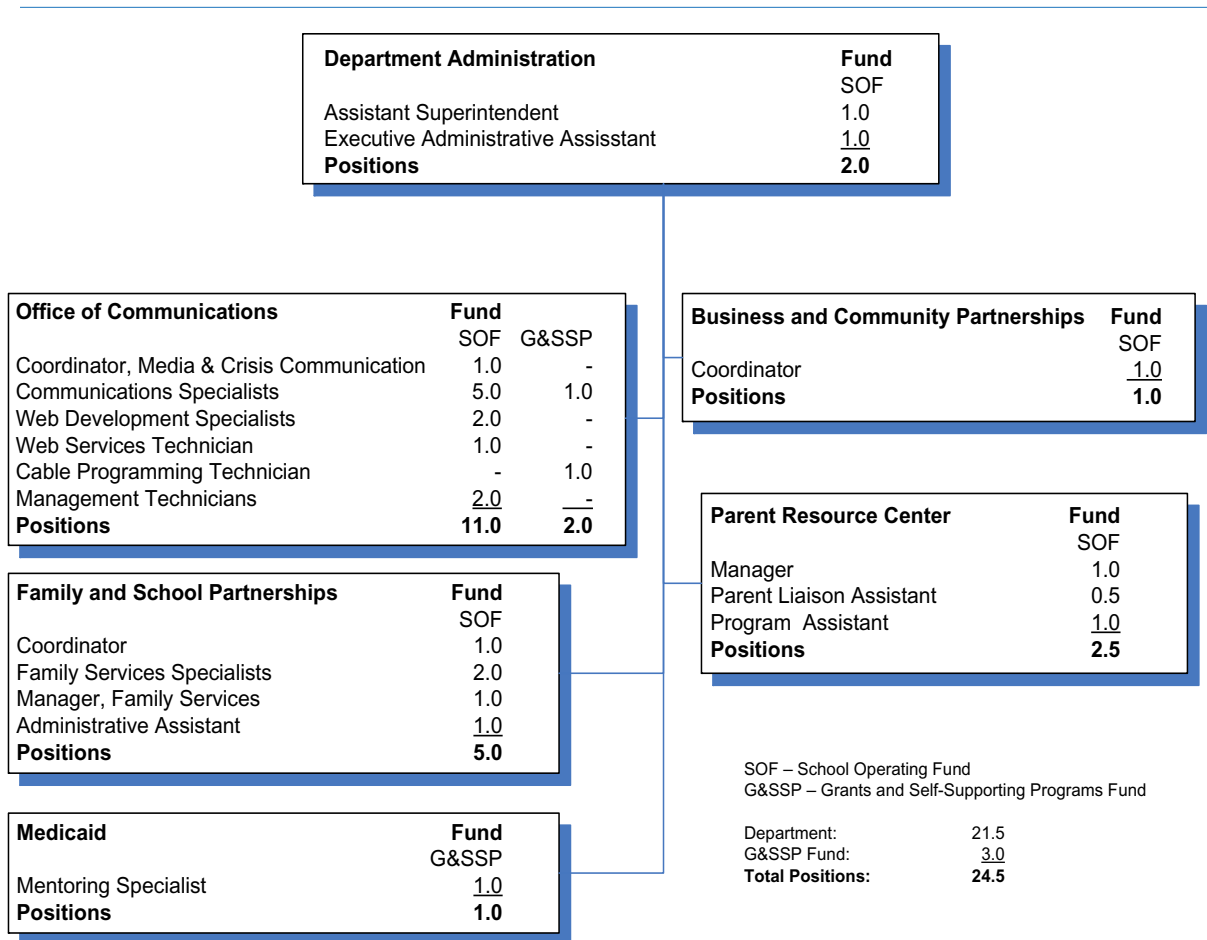 Department Administration Fund
SOF
Assistant Superintendent 1.0
Executive Administrative Assisstant 1.0
Positions 2.0
Office of Communications Fund
SOF G&SSP
Coordinator, Media & Crisis Communication 1.0 -
Communications Specialists 5.0 1.0
Web Development Specialists 2.0 -
Web Services Technician 1.0 -
Cable Programming Technician - 1.0
Management Technicians 2.0 -
Positions 11.0 2.0
Business and Community Partnerships Fund
SOF
Coordinator 1.0
Positions 1.0
Parent Resource Center Fund
SOF
Manager 1.0
Parent Liaison Assistant 0.5
Program Assistant 1.0
Positions 2.5
Family and School Partnerships Fund
SOF
Coordinator 1.0
Family Services Specialists 2.0
Manager, Family Services 1.0
Administrative Assistant 1.0
Positions 5.0
Medicaid Fund
G&SSP
Mentoring Specialist 1.0
Positions 1.0
SOF – School Operating Fund
G&SSP – Grants and Self-Supporting Programs Fund
Department: 21.5
G&SSP Fund: 3.0
Total Positions: 24.5